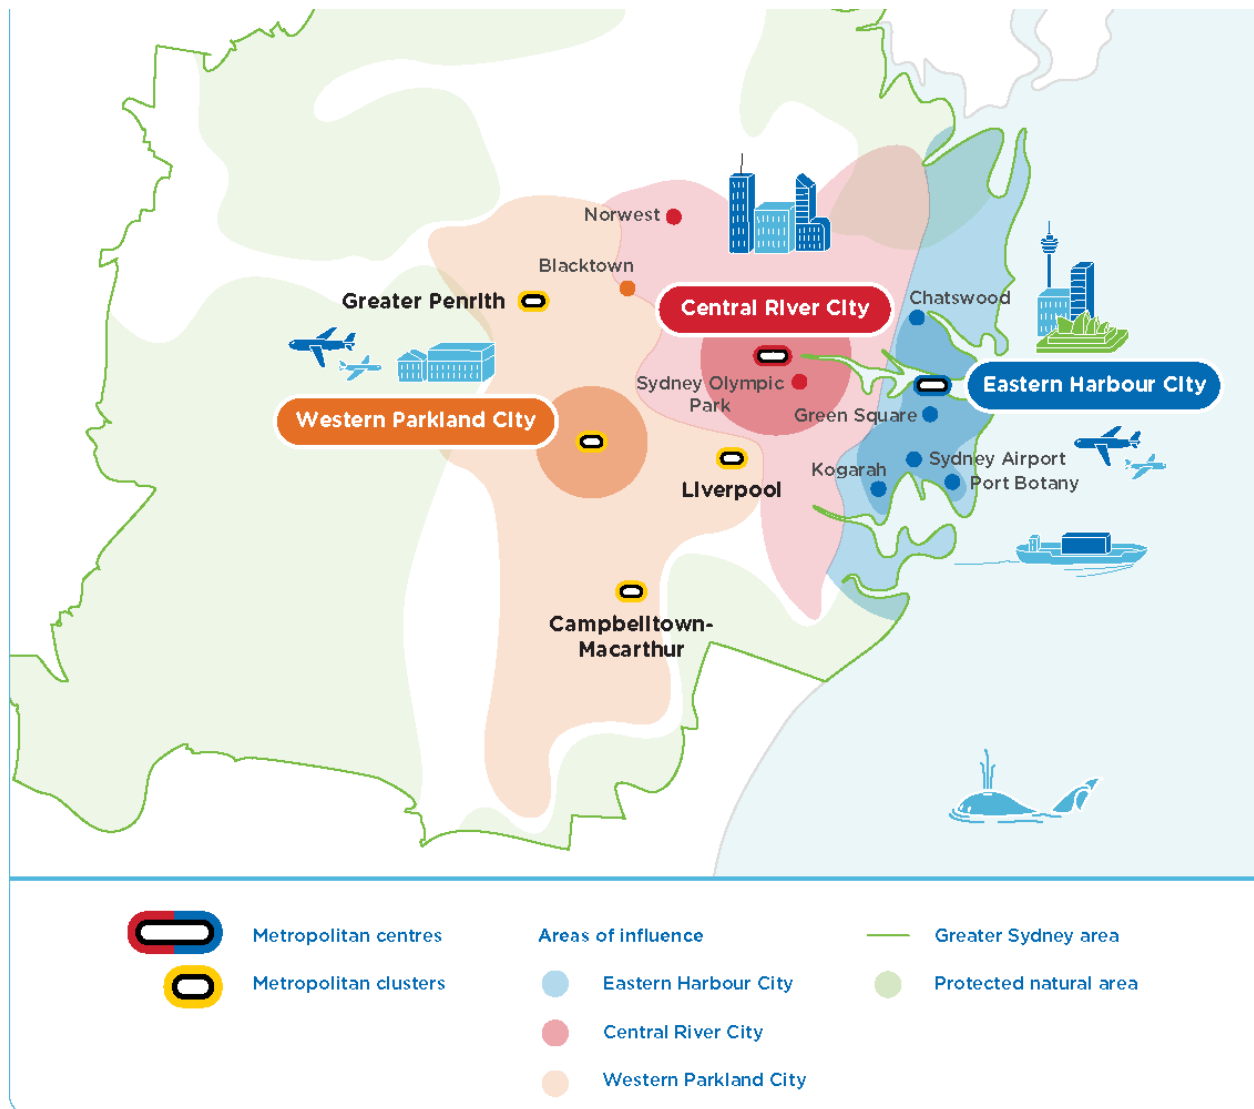 Norwest
Blacktown
Greater Penrith
Central River City
Chatswood
Sydney Olympic
Park
Eastern Harbour City
Western Parkland City
Green Square
Kogarah
Sydney Airport
Port Botany
Liverpool
Campbelltown-
Macarthur
Metropolitan centres
Metropolitan clusters
Areas of influence
Eastern Harbour City
Central River City
Western Parkland City
Greater Sydney area
Protected natural area